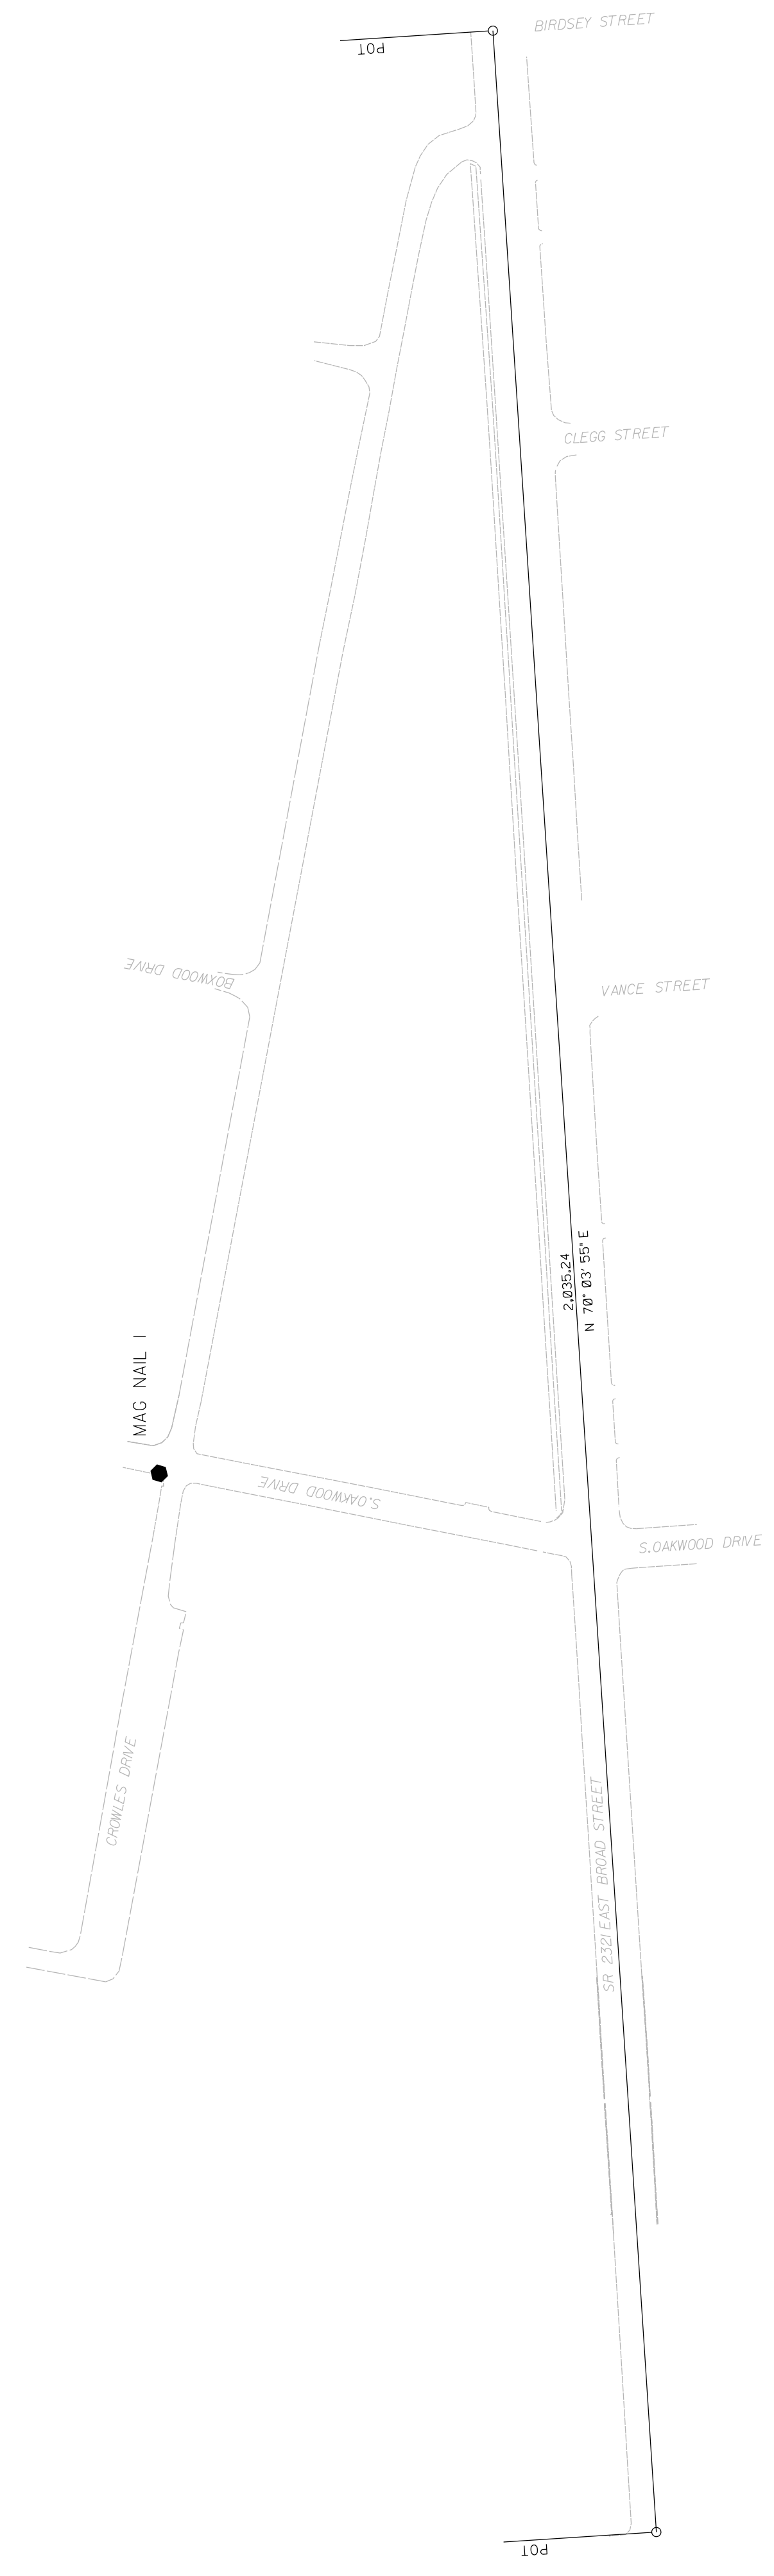 BIRDSEY STREET
POT
CLEGG STREET
BOXWOOD DRIVE
VANCE STREET
2,035.24
N 70° 03' 55" E
MAG NAIL 1
S.OAKWOOD DRIVE
S.OAKWOOD DRIVE
CROWLES DRIVE
SR 2321 EAST BROAD STREET
POT